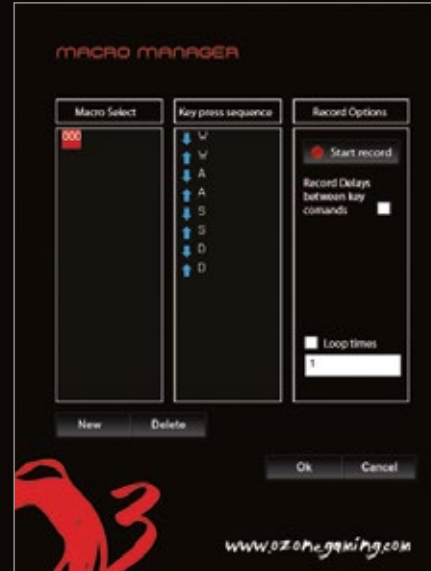 MACRO MANAGER
Macro Select
Key press sequence
Record Options
000
W
W
A
A
S
S
D
D
Start record
Record Delays
between key
comands
Loop times
1
New
Delete
Ok
Cancel
O3
www.ozonegaming.com